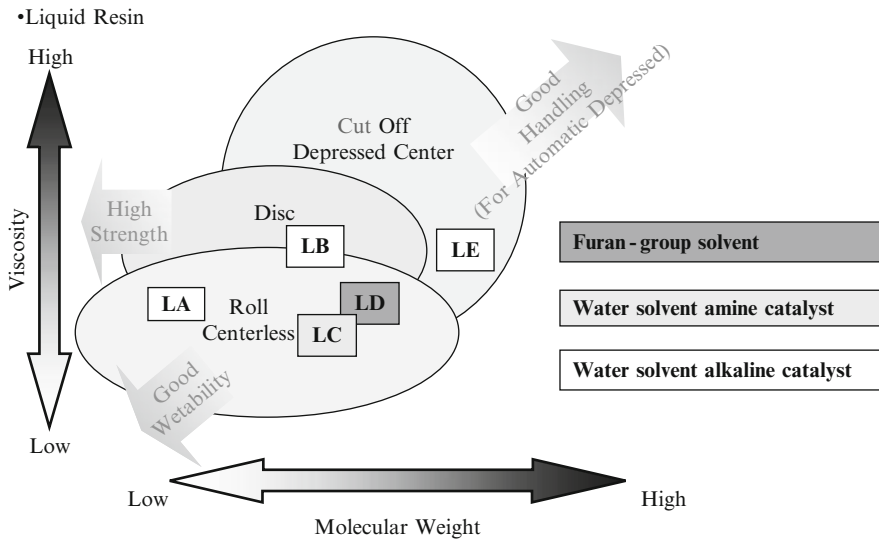 •Liquid Resin
High
Good
Handling
(For Automatic Depressed)
Cut Off
Depressed Center
High
Strength
Disc
Viscosity
LB
LE
Furan-group solvent
LA
Roll
Centerless
LD
LC
Water solvent amine catalyst
Water solvent alkaline catalyst
Good
Wetability
Low
Low
High
Molecular Weight